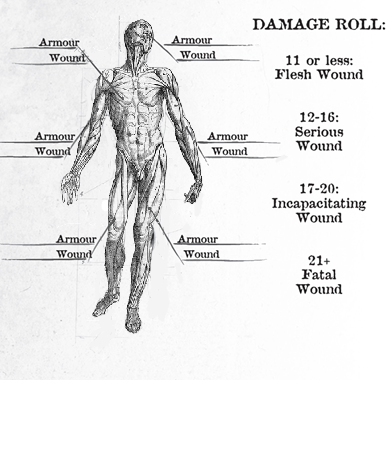 DAMAGE ROLL:
Armour
Wound
Armour
Wound
11 or less:
Flesh Wound
12-16:
Serious
Wound
Armour
Wound
Armour
Wound
17-20:
Incapacitating
Wound
Armour
Wound
Armour
Wound
21+
Fatal
Wound